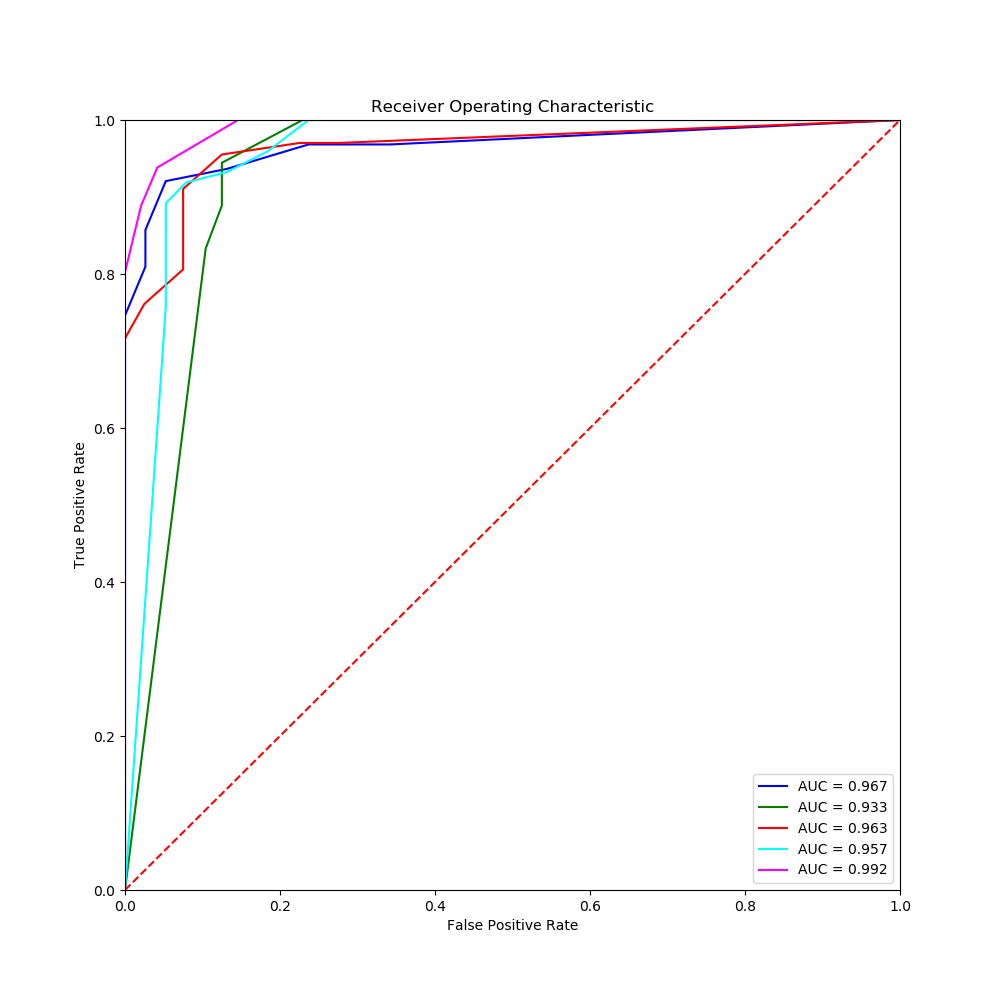 Receiver Operating Characteristic
1.0
0.8
0.6
0.4
0.2
0.0
True Positive Rate
0.0 0.2 0.4 0.6 0.8 1.0
False Positive Rate
AUC = 0.967
AUC = 0.933
AUC = 0.963
AUC = 0.957
AUC = 0.992